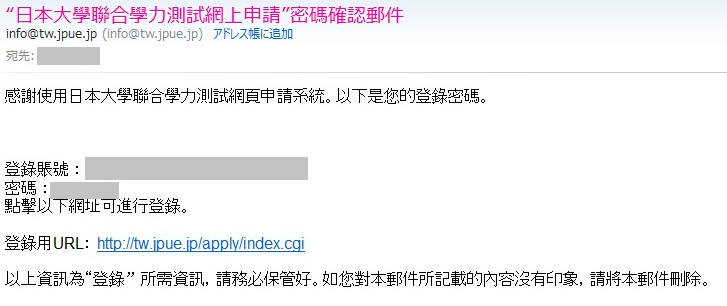 “日本大學聯合學力測試網上申請”密碼確認郵件
info@tw.jpue.jp (info@tw.jpue.jp) アドレス帳に追加
宛先:
感謝使用日本大學聯合學力測試網頁申請系統。以下是您的登錄密碼。
登錄賬號：
密碼：
點擊以下網址可進行登錄。
登錄用URL: http://tw.jpue.jp/apply/index.cgi
以上資訊為“登錄” 所需資訊, 請務必保管好。如您對本郵件所記載的內容沒有印象, 請將本郵件刪除。